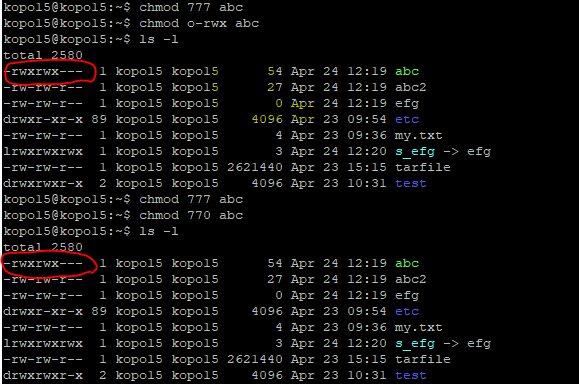 kopo15@kopo15:~$ chmod 777 abc
kopo15@kopo15:~$ chmod o-rwx abc
kopo15@kopo15:~$ ls -l
total 2580
-rwxrwx--- 1 kopo15 kopo15 54 Apr 24 12:19 abc
-rw-rw-r-- 1 kopo15 kopo15 27 Apr 24 12:19 abc2
-rw-rw-r-- 1 kopo15 kopo15 0 Apr 24 12:19 efg
drwxr-xr-x 89 kopo15 kopo15 4096 Apr 23 09:54 etc
-rw-rw-r-- 1 kopo15 kopo15 4 Apr 23 09:36 my.txt
lrwxrwxrwx 1 kopo15 kopo15 3 Apr 24 12:20 s_efg -> efg
-rw-rw-r-- 1 kopo15 kopo15 2621440 Apr 23 15:15 tarfile
drwxrwxr-x 2 kopo15 kopo15 4096 Apr 23 10:31 test
kopo15@kopo15:~$ chmod 777 abc
kopo15@kopo15:~$ chmod 770 abc
kopo15@kopo15:~$ ls -l
total 2580
-rwxrwx--- 1 kopo15 kopo15 54 Apr 24 12:19 abc
-rw-rw-r-- 1 kopo15 kopo15 27 Apr 24 12:19 abc2
-rw-rw-r-- 1 kopo15 kopo15 0 Apr 24 12:19 efg
drwxr-xr-x 89 kopo15 kopo15 4096 Apr 23 09:54 etc
-rw-rw-r-- 1 kopo15 kopo15 4 Apr 23 09:36 my.txt
lrwxrwxrwx 1 kopo15 kopo15 3 Apr 24 12:20 s_efg -> efg
-rw-rw-r-- 1 kopo15 kopo15 2621440 Apr 23 15:15 tarfile
drwxrwxr-x 2 kopo15 kopo15 4096 Apr 23 10:31 test